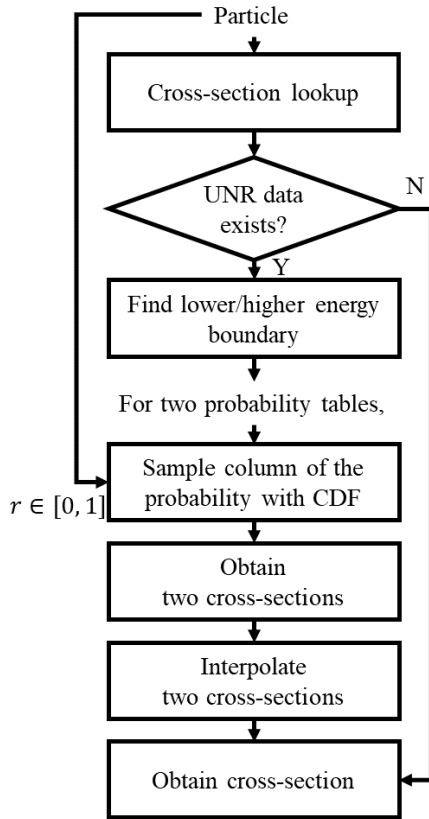 Particle
Cross-section lookup
UNR data
exists?
N
Y
Find lower/higher energy
boundary
For two probability tables,
Sample column of the
probability with CDF
r ∈ [0, 1]
Obtain
two cross-sections
Interpolate
two cross-sections
Obtain cross-section